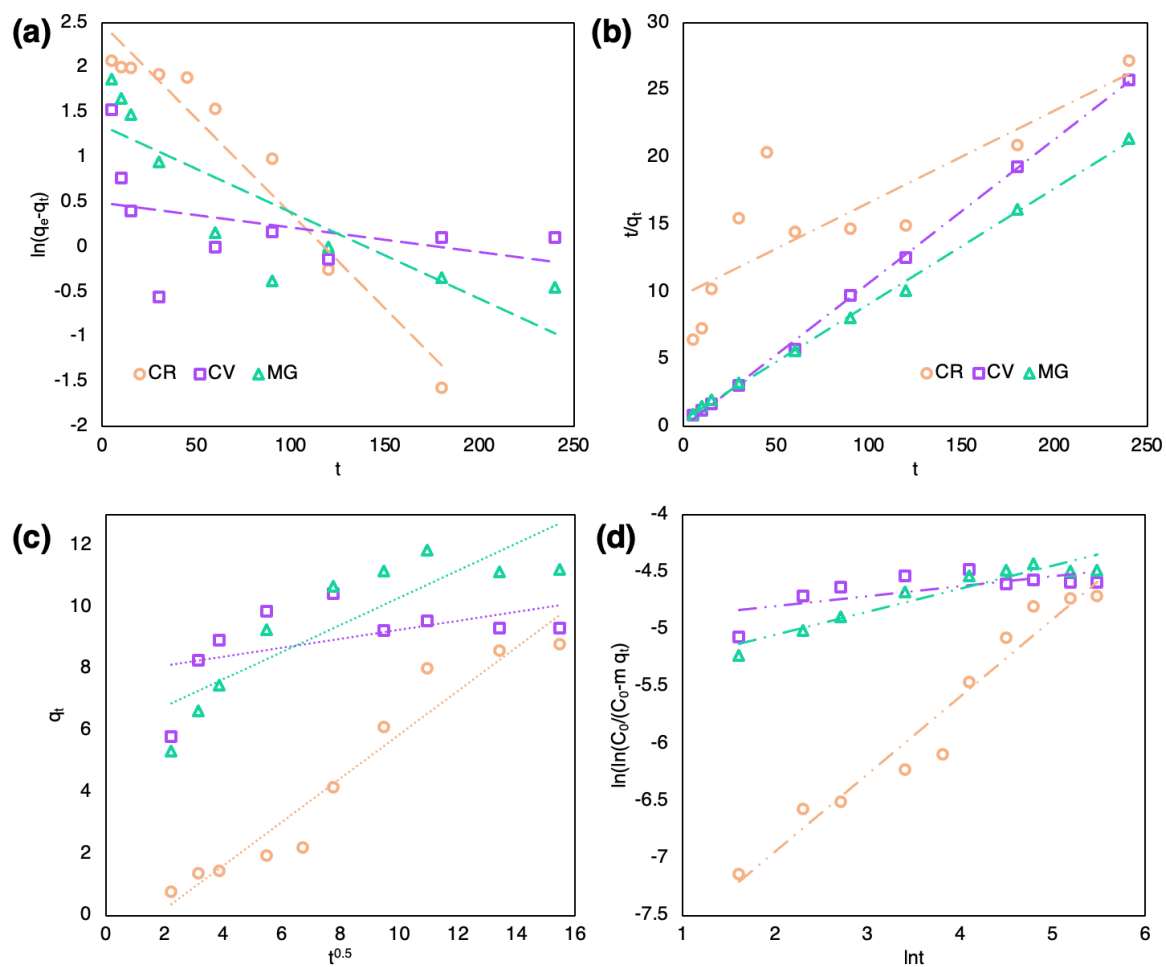 (a)
2.5
2
1.5
1
0.5
0
-0.5
-1
-1.5
-2
ln(qe-qt)
CR CV MG
0 50 100 150 200 250
t
(b)
30
25
20
15
10
5
0
t/qt
CR CV MG
0 50 100 150 200 250
t
(c)
12
10
8
6
4
2
0
qt
0 2 4 6 8 10 12 14 16
t0.5
(d)
-4
-4.5
-5
-5.5
-6
-6.5
-7
-7.5
ln(ln(C0/(C0-m qt)
1 2 3 4 5 6
lnt